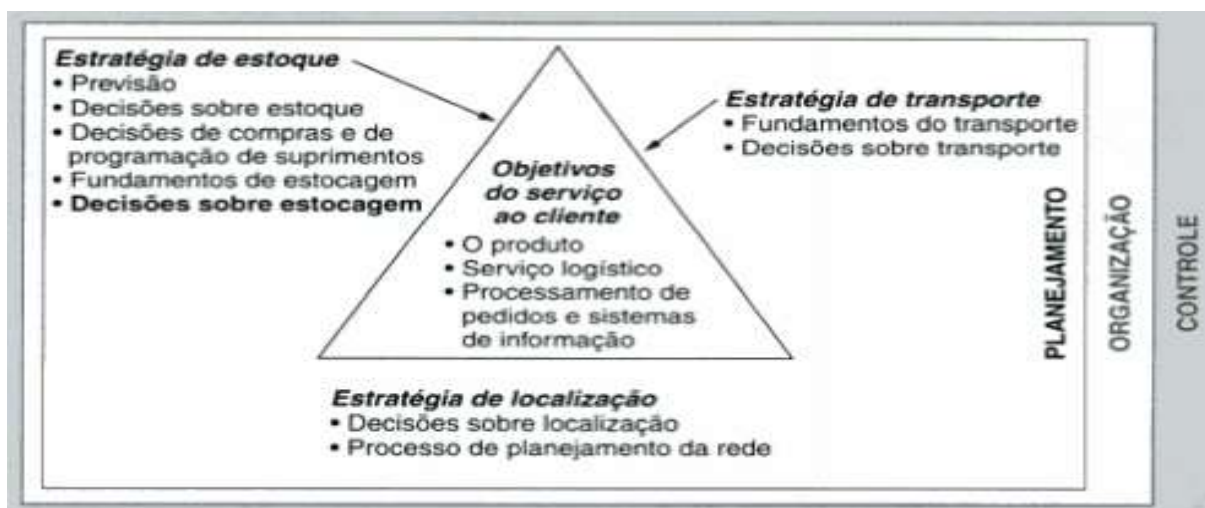 Estratégia de estoque
• Previsão
• Decisões sobre estoque
• Decisões de compras e de
programação de suprimentos
• Fundamentos de estocagem
• Decisões sobre estocagem
Estratégia de transporte
• Fundamentos do transporte
• Decisões sobre transporte
Objetivos
do serviço
ao cliente
• O produto
• Serviço logístico
• Processamento de
pedidos e sistemas
de informação
Estratégia de localização
• Decisões sobre localização
• Processo de planejamento da rede
PLANEJAMENTO
ORGANIZAÇÃO
CONTROLE